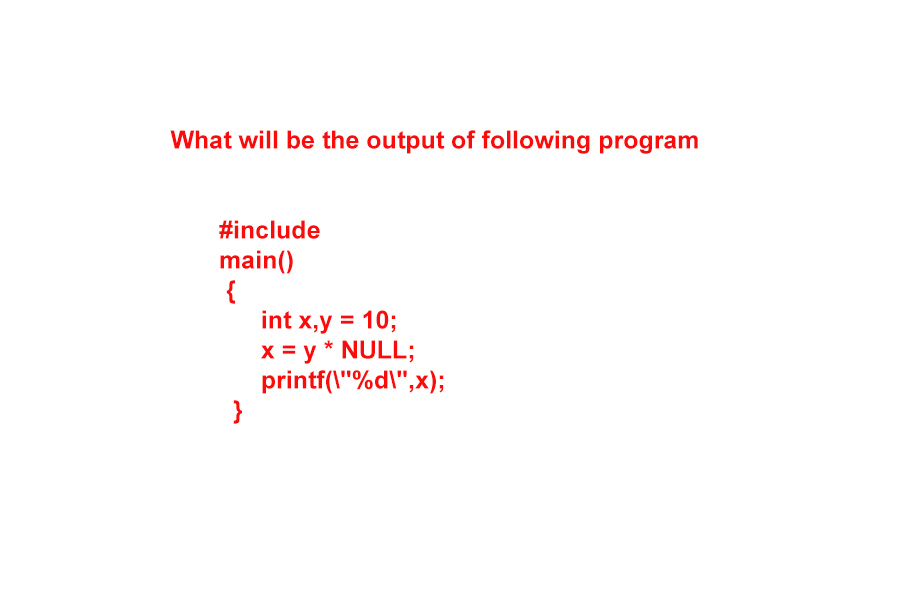 What will be the output of following program
#include
main()
{
int x,y = 10;
x = y * NULL;
printf(\"%d\",x);
}